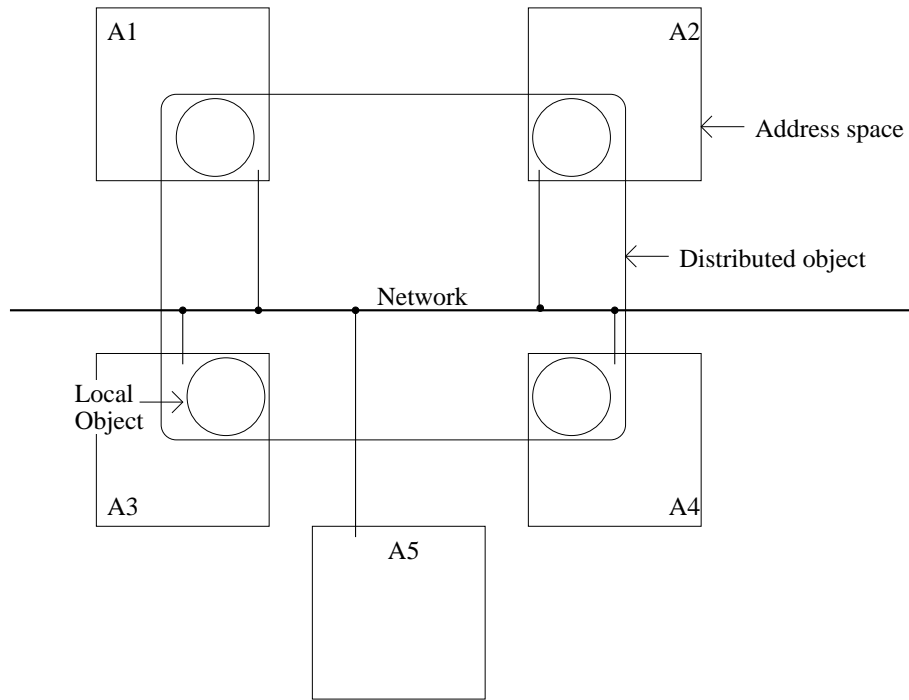 A1
A2
Address space
Distributed object
Network
Local
Object
A3
A4
A5